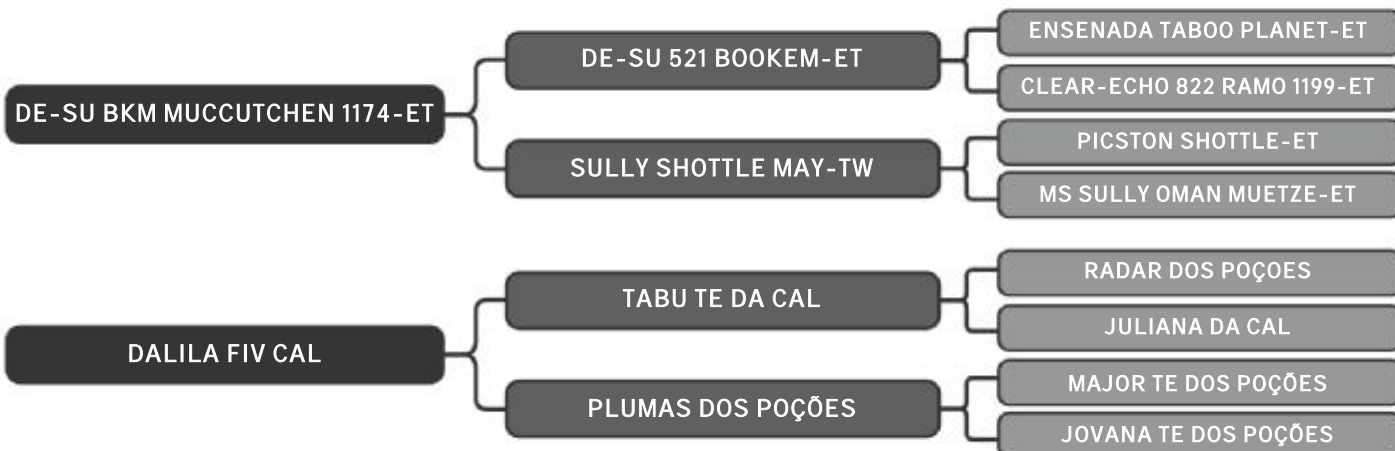 ENSENADA TABOO PLANET-ET
DE-SU 521 BOOKEM-ET
CLEAR-ECHO 822 RAMO 1199-ET
DE-SU BKM MUCCUTCHEN 1174-ET
PICSTON SHOTTLE-ET
SULLY SHOTTLE MAY-TW
MS SULLY OMAN MUETZE-ET
RADAR DOS POÇOES
TABU TE DA CAL
JULIANA DA CAL
DALILA FIV CAL
MAJOR TE DOS POÇÕES
PLUMAS DOS POÇÕES
JOVANA TE DOS POÇÕES